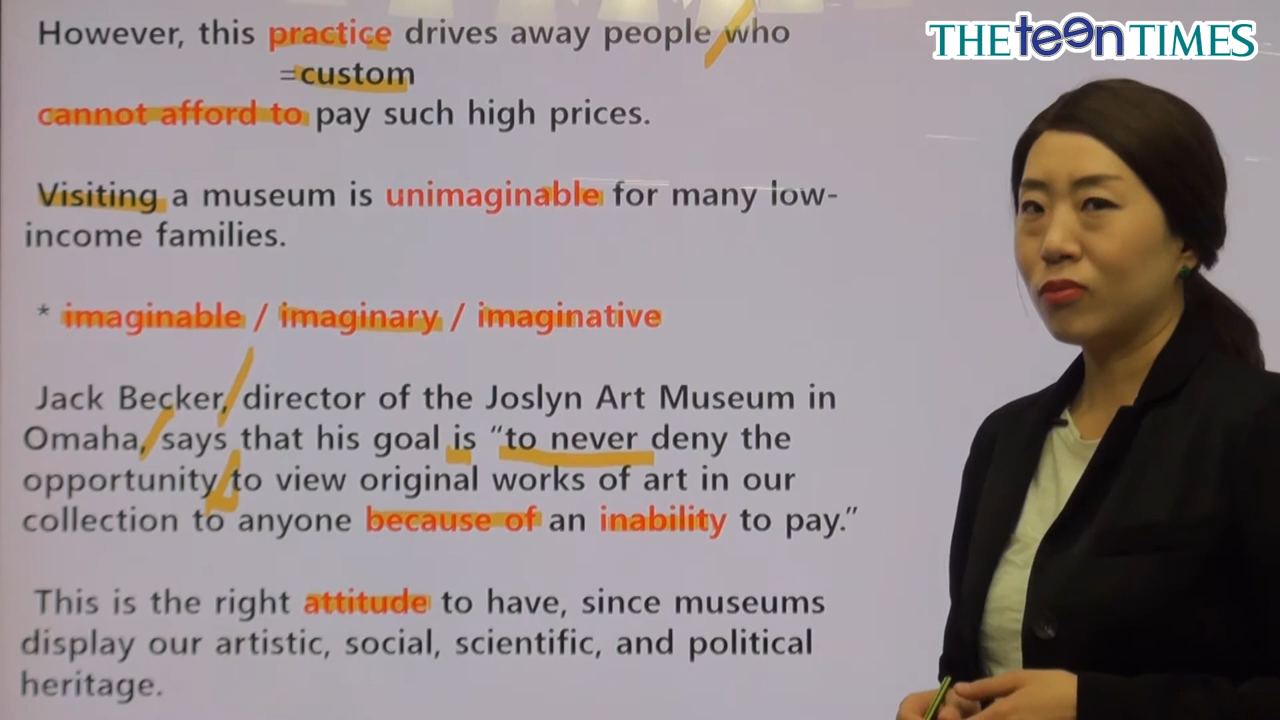 However, this practice drives away people who
=custom
cannot afford to pay such high prices.
Visiting a museum is unimaginable for many low-
income families.
* imaginable / imaginary / imaginative
Jack Becker, director of the Joslyn Art Museum in
Omaha, says that his goal is “to never deny the
opportunity to view original works of art in our
collection to anyone because of an inability to pay.”
This is the right attitude to have, since museums
display our artistic, social, scientific, and political
heritage.
THE teen TIMES